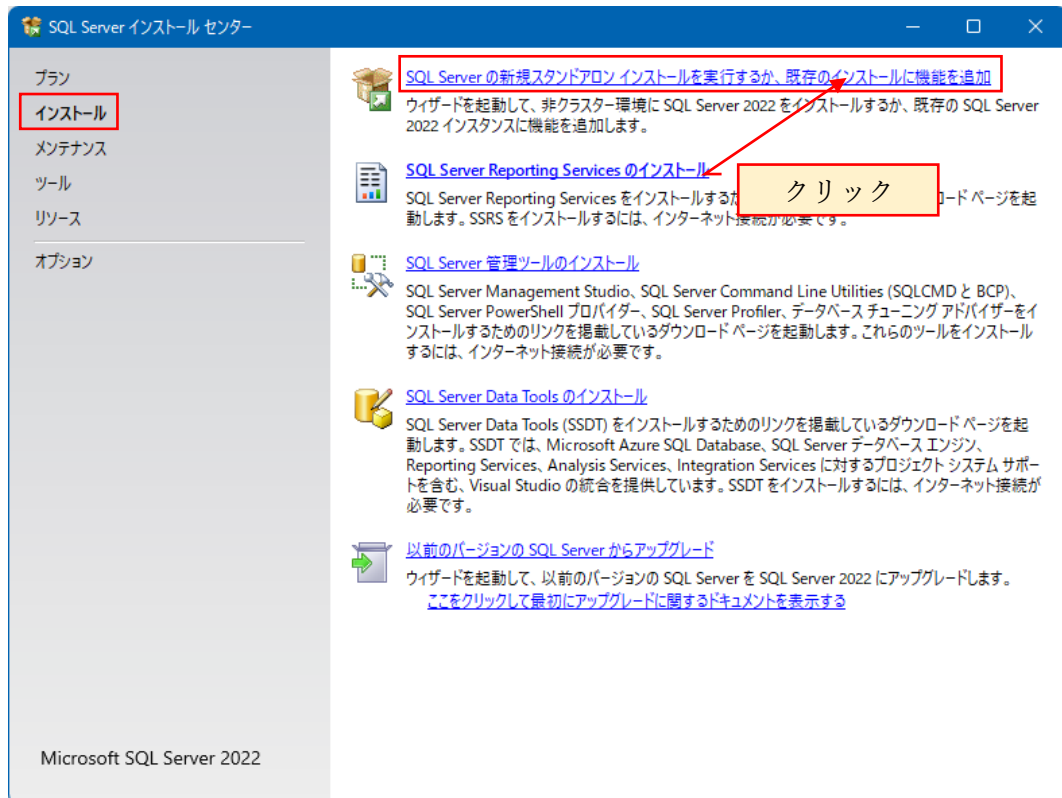 SQL Server インストール センター
プラン
インストール
メンテナンス
ツール
リソース
オプション
Microsoft SQL Server 2022
SQL Server の新規スタンドアロン インストールを実行するか、既存のインストールに機能を追加
ウィザードを起動して、非クラスター環境に SQL Server 2022 をインストールするか、既存の SQL Server
2022 インスタンスに機能を追加します。
SQL Server Reporting Services のインストール
SQL Server Reporting Services をインストールするた
ロード ページを起
動します。SSRS をインストールするには、インターネット接続が必要です。
クリック
SQL Server 管理ツールのインストール
SQL Server Management Studio、SQL Server Command Line Utilities (SQLCMD と BCP)、
SQL Server PowerShell プロバイダー、SQL Server Profiler、データベース チューニング アドバイザーをイ
ンストールするためのリンクを掲載しているダウンロード ページを起動します。これらのツールをインストール
するには、インターネット接続が必要です。
SQL Server Data Tools のインストール
SQL Server Data Tools (SSDT) をインストールするためのリンクを掲載しているダウンロード ページを起
動します。SSDT では、Microsoft Azure SQL Database、SQL Server データベース エンジン、
Reporting Services、Analysis Services、Integration Services に対するプロジェクト システム サポー
トを含む、Visual Studio の統合を提供しています。SSDT をインストールするには、インターネット接続が
必要です。
以前のバージョンの SQL Server からアップグレード
ウィザードを起動して、以前のバージョンの SQL Server を SQL Server 2022 にアップグレードします。
ここをクリックして最初にアップグレードに関するドキュメントを表示する